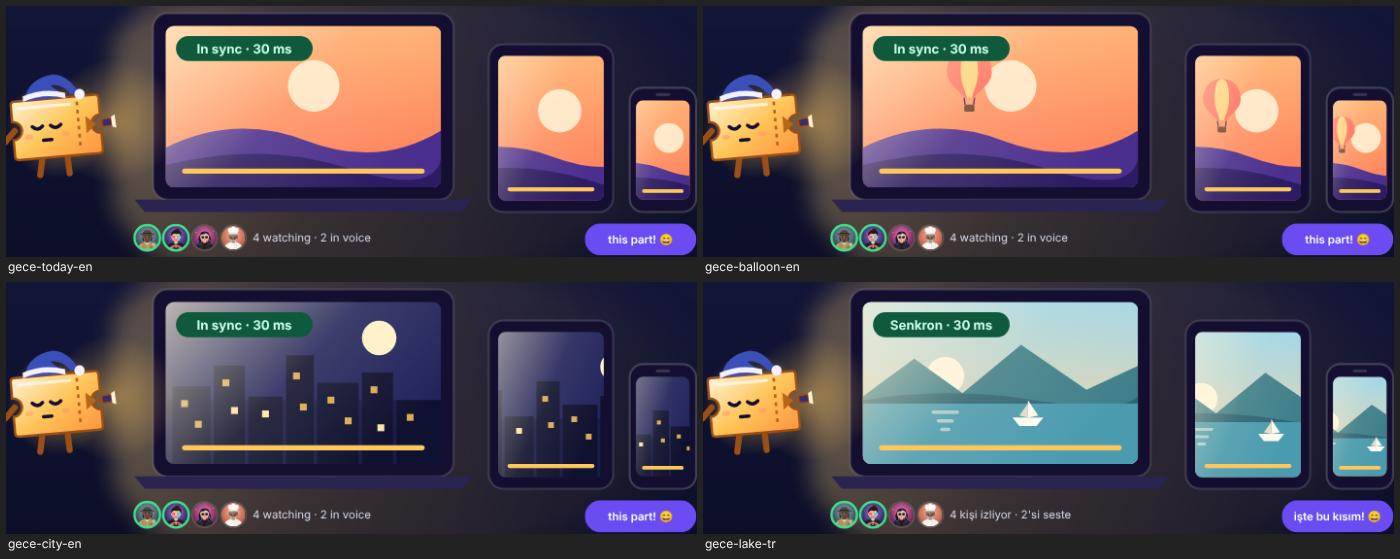 In sync · 30 ms
4 watching · 2 in voice
this part! 😄
gece-today-en
In sync · 30 ms
4 watching · 2 in voice
this part! 😄
gece-balloon-en
In sync · 30 ms
4 watching · 2 in voice
this part! 😄
gece-city-en
Senkron · 30 ms
4 kişi izliyor · 2'si seste
işte bu kısım! 😄
gece-lake-tr